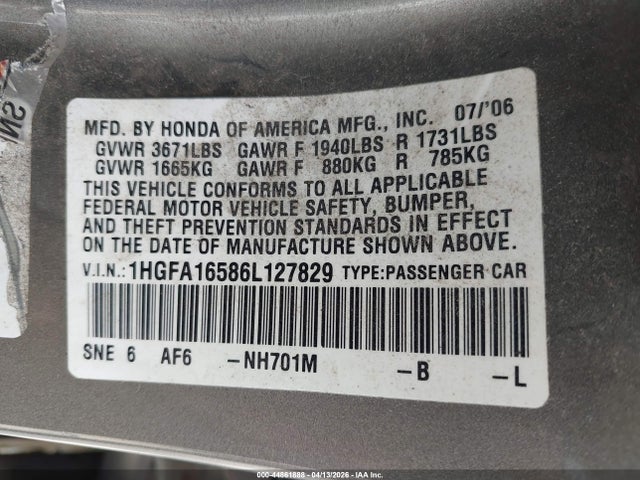 MFD. BY HONDA OF AMERICA MFG., INC. 07/'06
GVWR 3671LBS GAWR F 1940LBS R 1731LBS
GVWR 1665KG GAWR F 880KG R 785KG
THIS VEHICLE CONFORMS TO ALL APPLICABLE
FEDERAL MOTOR VEHICLE SAFETY, BUMPER,
AND THEFT PREVENTION STANDARDS IN EFFECT
ON THE DATE OF MANUFACTURE SHOWN ABOVE.
V.I.N.: 1HGFA16586L127829 TYPE:PASSENGER CAR
SNE 6 AF6 -NH701M -B -L
SM
000-44861888 - 04/13/2026 - IAA Inc.